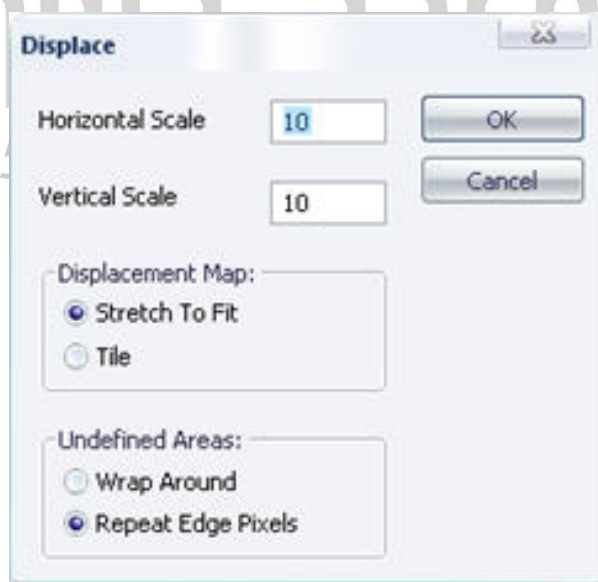 Displace
Horizontal Scale 10 OK
Vertical Scale 10 Cancel
Displacement Map:
Stretch To Fit
Tile
Undefined Areas:
Wrap Around
Repeat Edge Pixels